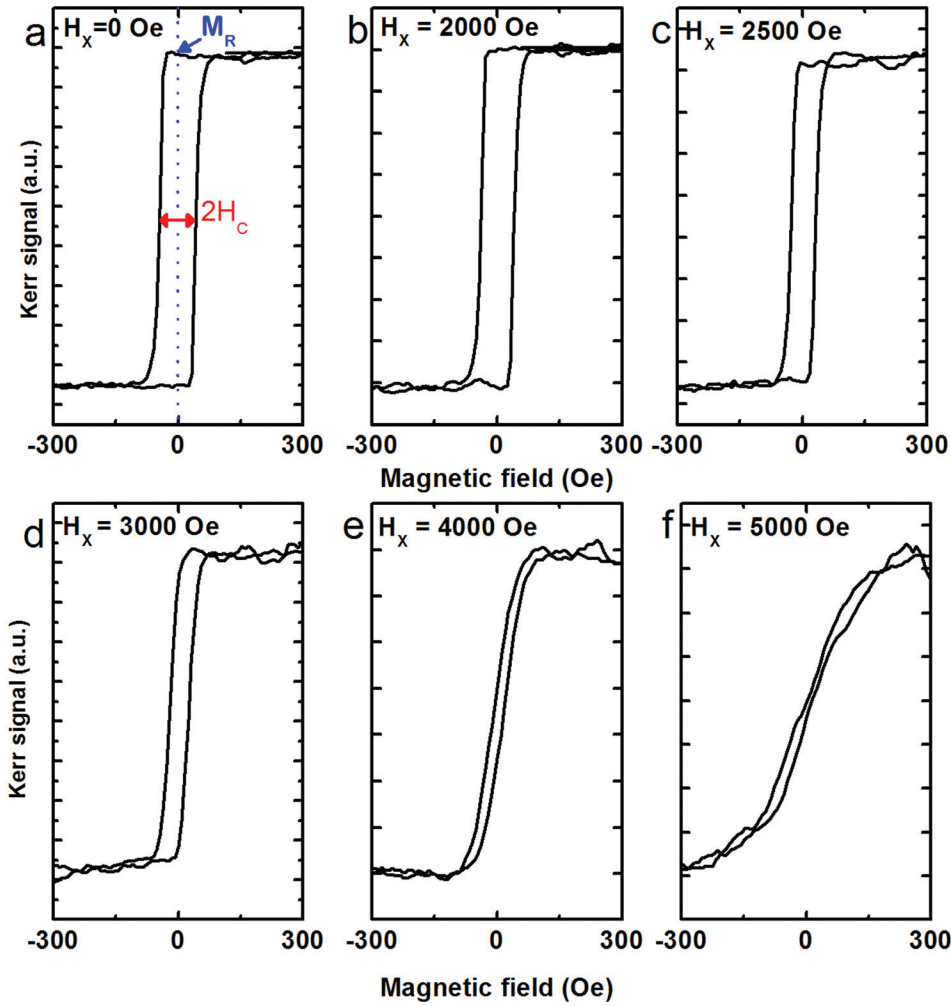 a
H_X=0 Oe
M_R
2H_C
b
H_X = 2000 Oe
c
H_X = 2500 Oe
Kerr signal (a.u.)
-300 0 300
-300 0 300
-300 0 300
Magnetic field (Oe)
d
H_X = 3000 Oe
e
H_X = 4000 Oe
f
H_X = 5000 Oe
Kerr signal (a.u.)
-300 0 300
-300 0 300
-300 0 300
Magnetic field (Oe)